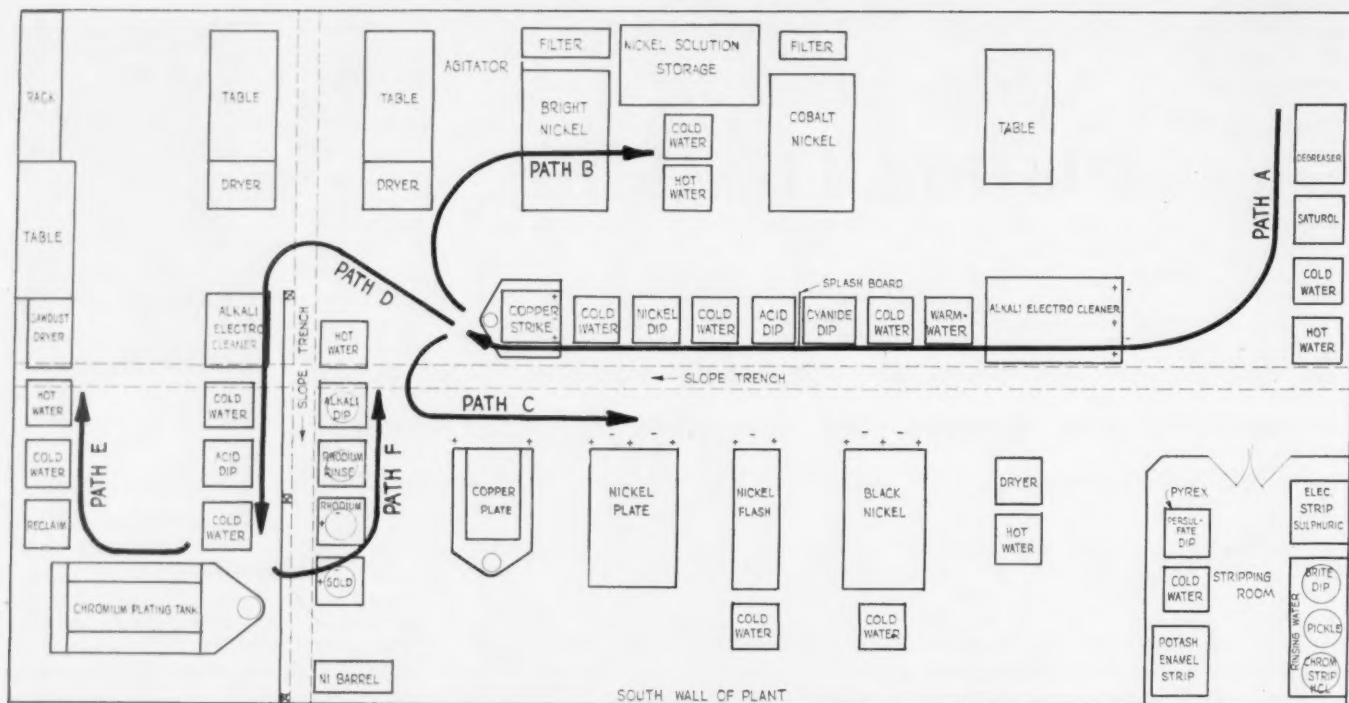 RACK
TABLE
TABLE
AGITATOR
FILTER
NICKEL SOLUTION
STORAGE
FILTER
BRIGHT
NICKEL
COLD
WATER
COBALT
NICKEL
TABLE
DEGREASER
DRYER
DRYER
PATH B
HOT
WATER
PATH A
SATUROL
TABLE
PATH D
COLD
WATER
SPLASH BOARD
SAWDUST
DRYER
ALKALI
ELECTRO
CLEANER
SLOPE TRENCH
HOT
WATER
COPPER
STRIKE
COLD
WATER
NICKEL
DIP
COLD
WATER
ACID
DIP
CYANIDE
DIP
COLD
WATER
WARM-
WATER
ALKALI ELECTRO CLEANER
HOT
WATER
SLOPE TRENCH
HOT
WATER
COLD
WATER
ALKALI
DIP
PATH C
PATH E
COLD
WATER
ACID
DIP
RHODIUM
RINSE
PATH F
COPPER
PLATE
NICKEL
PLATE
NICKEL
FLASH
BLACK
NICKEL
DRYER
PYREX
ELEC.
STRIP
SULPHURIC
RECLAIM
COLD
WATER
RHODIUM
HOT
WATER
PERSUL-
FATE
DIP
GOLD
COLD
WATER
STRIPPING
ROOM
BRITE
DIP
CHROMIUM PLATING TANK
COLD
WATER
COLD
WATER
RINSING WATER
PICKLE
NI BARREL
POTASH
ENAMEL
STRIP
CHROM
STRIP
HCL
SOUTH WALL OF PLANT